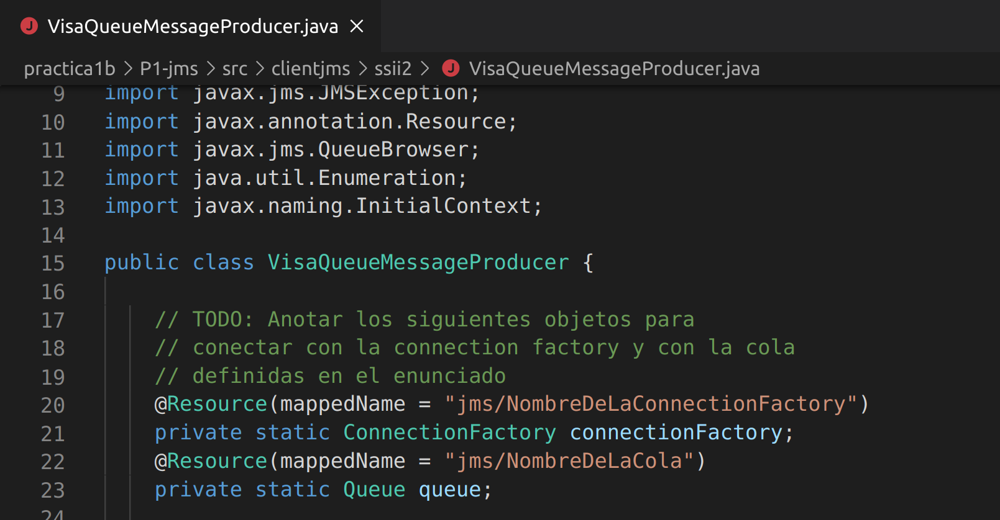 J VisaQueueMessageProducer.java ×
practica1b > P1-jms > src > clientjms > ssii2 > J VisaQueueMessageProducer.java
9 import javax.jms.JMSException;
10 import javax.annotation.Resource;
11 import javax.jms.QueueBrowser;
12 import java.util.Enumeration;
13 import javax.naming.InitialContext;
14
15 public class VisaQueueMessageProducer {
16
17 // TODO: Anotar los siguientes objetos para
18 // conectar con la connection factory y con la cola
19 // definidas en el enunciado
20 @Resource(mappedName = "jms/NombreDeLaConnectionFactory")
21 private static ConnectionFactory connectionFactory;
22 @Resource(mappedName = "jms/NombreDeLaCola")
23 private static Queue queue;
24